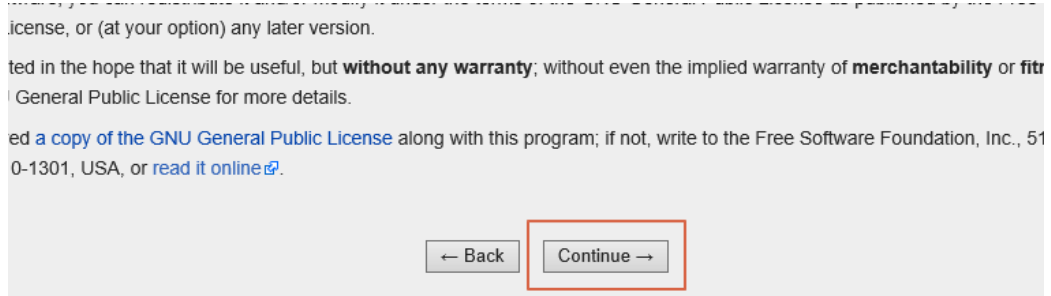 License, or (at your option) any later version.
ted in the hope that it will be useful, but without any warranty; without even the implied warranty of merchantability or fitr
General Public License for more details.
ed a copy of the GNU General Public License along with this program; if not, write to the Free Software Foundation, Inc., 51
0-1301, USA, or read it online.
← Back
Continue →